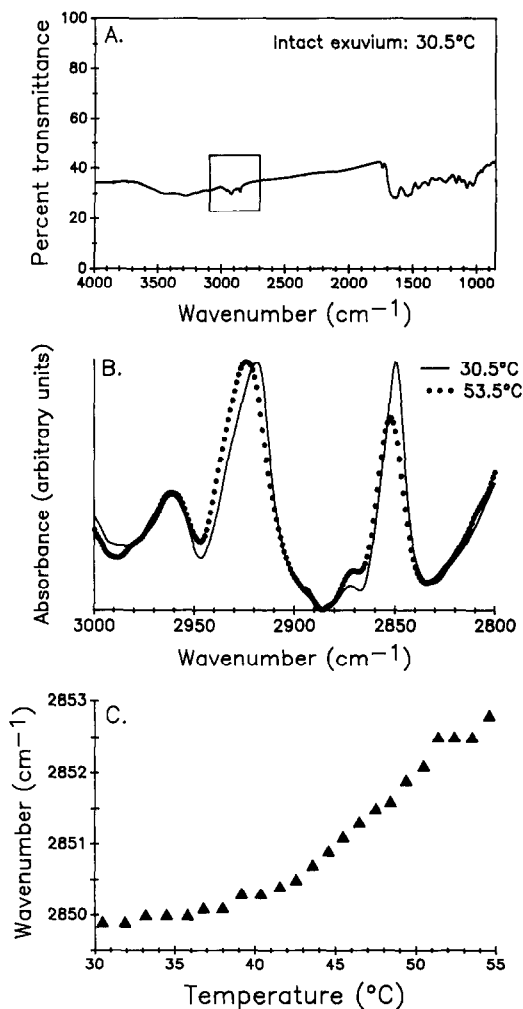 A.
Intact exuvium: 30.5°C
Percent transmittance
100
80
60
40
20
0
4000 3500 3000 2500 2000 1500 1000
Wavenumber (cm⁻¹)
B.
30.5°C
53.5°C
Absorbance (arbitrary units)
3000 2950 2900 2850 2800
Wavenumber (cm⁻¹)
C.
Wavenumber (cm⁻¹)
2853
2852
2851
2850
30 35 40 45 50 55
Temperature (°C)